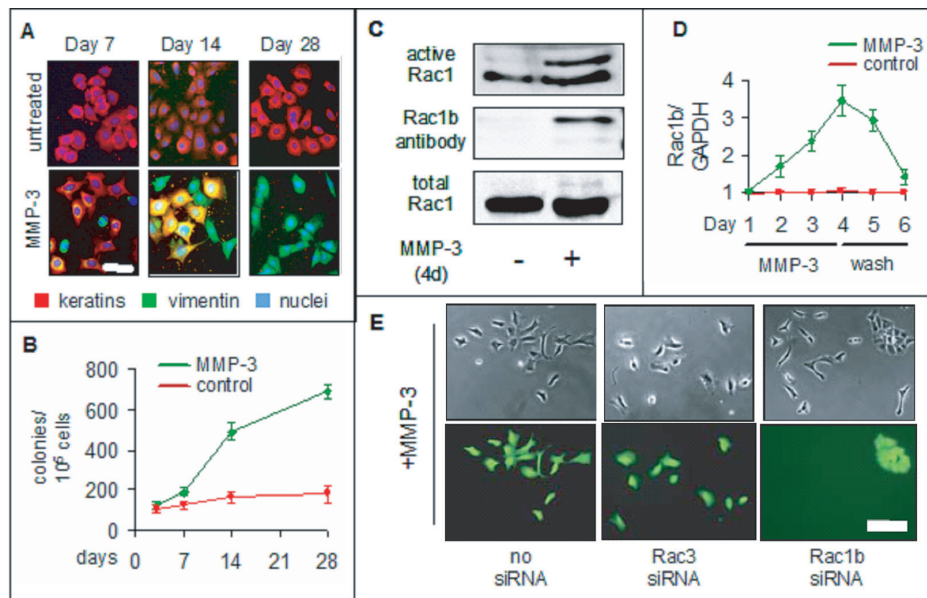 A
Day 7 Day 14 Day 28
untreated
MMP-3
keratins vimentin nuclei
B
MMP-3
control
colonies/
10⁵ cells
800
600
400
200
0
days 0 7 14 21 28
C
active
Rac1
Rac1b
antibody
total
Rac1
MMP-3
(4d)
- +
D
MMP-3
control
Rac1b/
GAPDH
4
3
2
1
Day 1 2 3 4 5 6
MMP-3 wash
E
+MMP-3
no
siRNA
Rac3
siRNA
Rac1b
siRNA